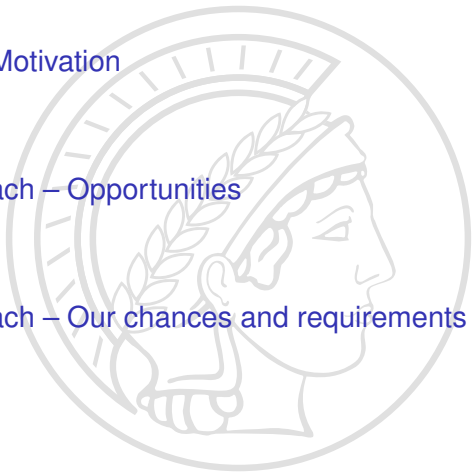 Motivation
ach – Opportunities
ach – Our chances and requirements